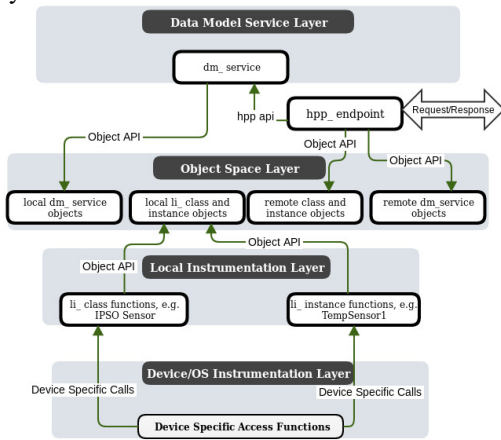 Data Model Service Layer
dm_ service
hpp api
hpp_ endpoint
Request/Response
Object API
Object API
Object API
Object Space Layer
local dm_ service
objects
local li_ class and
instance objects
remote class and
instance objects
remote dm_service
objects
Object API
Object API
Local Instrumentation Layer
li_ class functions, e.g.
IPSO Sensor
li_ instance functions, e.g.
TempSensor1
Device/OS Instrumentation Layer
Device Specific Calls
Device Specific Calls
Device Specific Access Functions